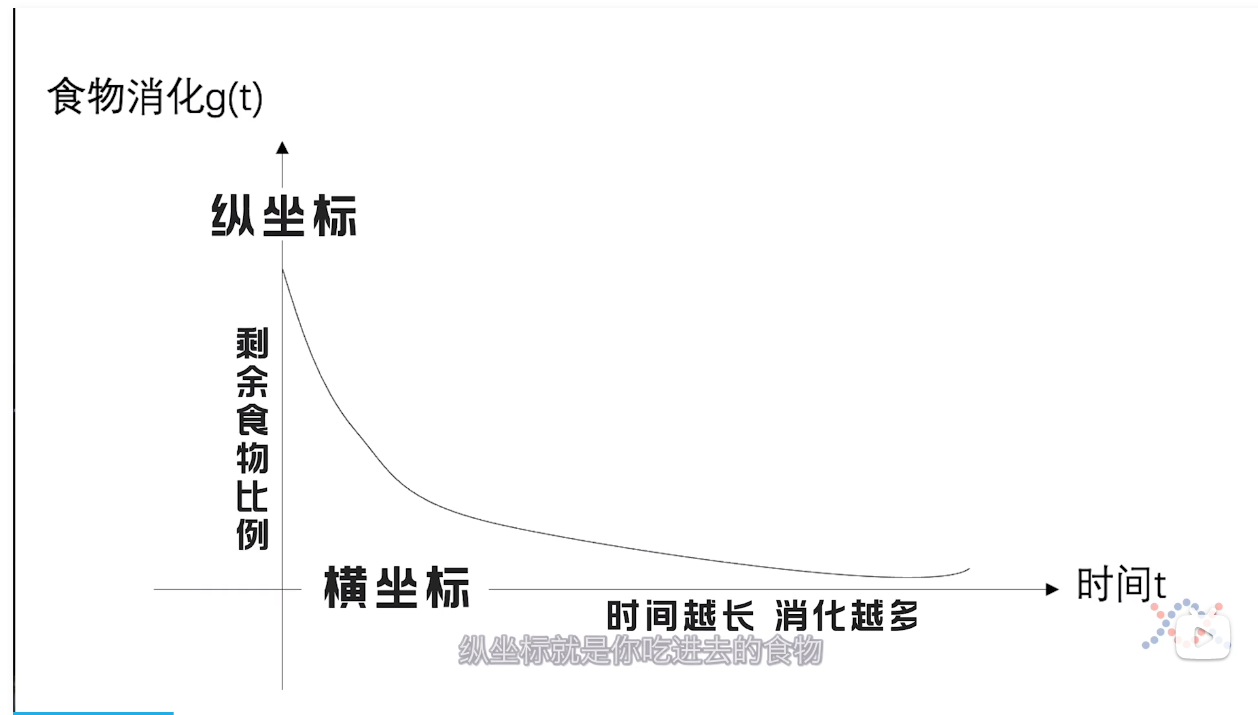 食物消化g(t)
纵坐标
剩余食物比例
横坐标
时间t
时间越长 消化越多
纵坐标就是你吃进去的食物